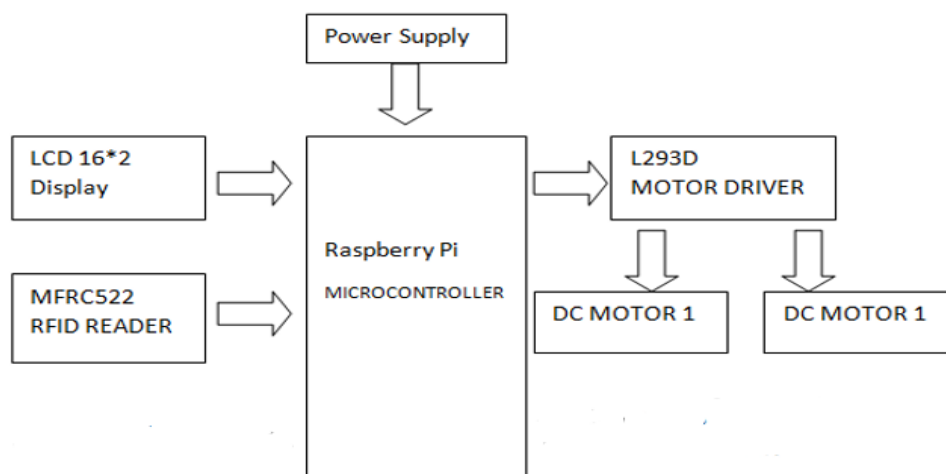 Power Supply
LCD 16*2
Display
L293D
MOTOR DRIVER
Raspberry Pi
MICROCONTROLLER
MFRC522
RFID READER
DC MOTOR 1
DC MOTOR 1